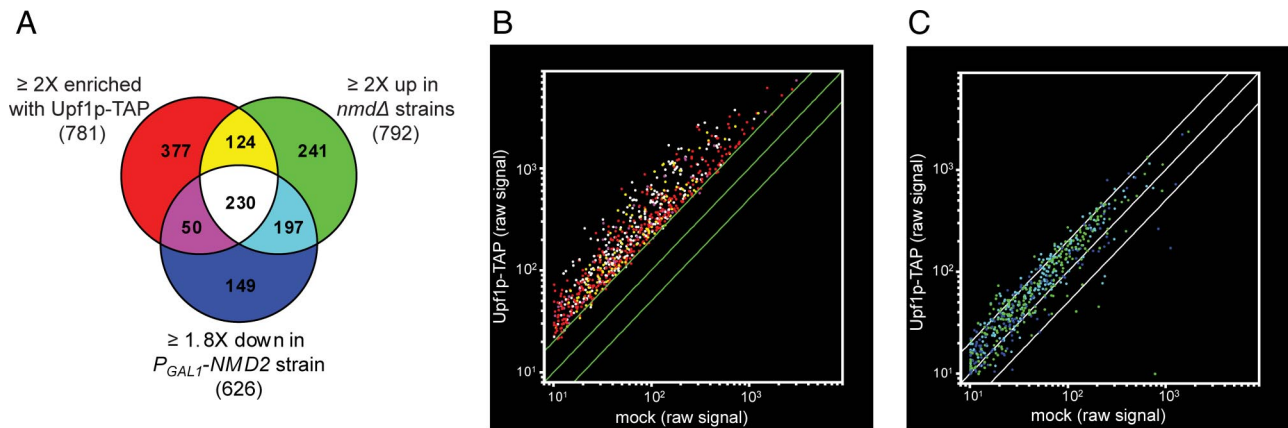 A
≥ 2X enriched
with Upf1p-TAP
(781)
≥ 2X up in
nmdΔ strains
(792)
377
124
241
230
50
197
149
≥ 1.8X down in
P_GAL1-NMD2 strain
(626)
B
Upf1p-TAP (raw signal)
10³
10²
10¹
10¹
10²
10³
mock (raw signal)
C
Upf1p-TAP (raw signal)
10³
10²
10¹
10¹
10²
10³
mock (raw signal)